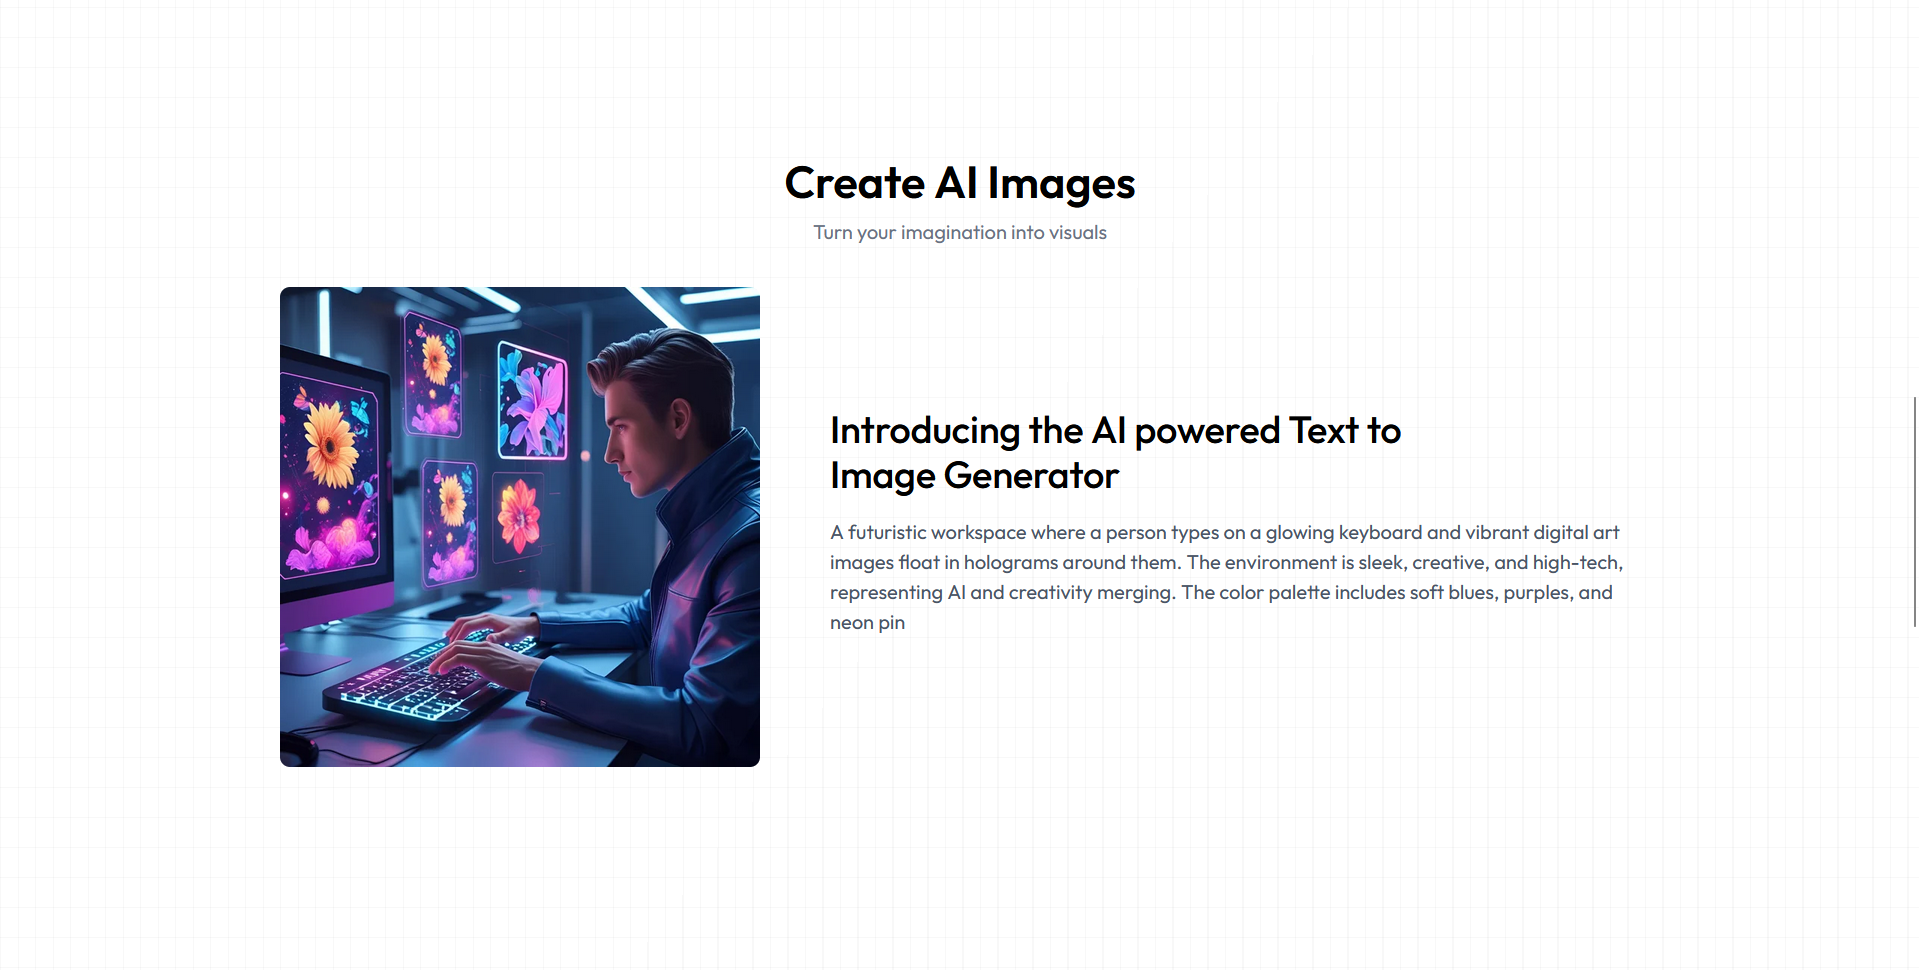 Create AI Images
Turn your imagination into visuals
Introducing the AI powered Text to
Image Generator
A futuristic workspace where a person types on a glowing keyboard and vibrant digital art
images float in holograms around them. The environment is sleek, creative, and high-tech,
representing AI and creativity merging. The color palette includes soft blues, purples, and
neon pin